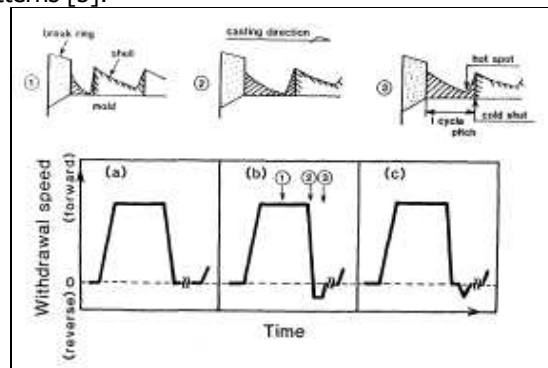 tterns [5].
break ring
shell
mold
①
casting direction
②
hot spot
③
cold shut
1 cycle
pitch
Withdrawal speed
(forward)
0
(reverse)
(a)
(b)
① ② ③
(c)
Time